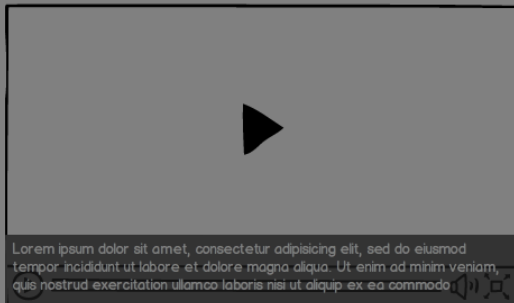 Lorem ipsum dolor sit amet, consectetur adipisicing elit, sed do eiusmod
tempor incididunt ut labore et dolore magna aliqua. Ut enim ad minim veniam,
quis nostrud exercitation ullamco laboris nisi ut aliquip ex ea commodo